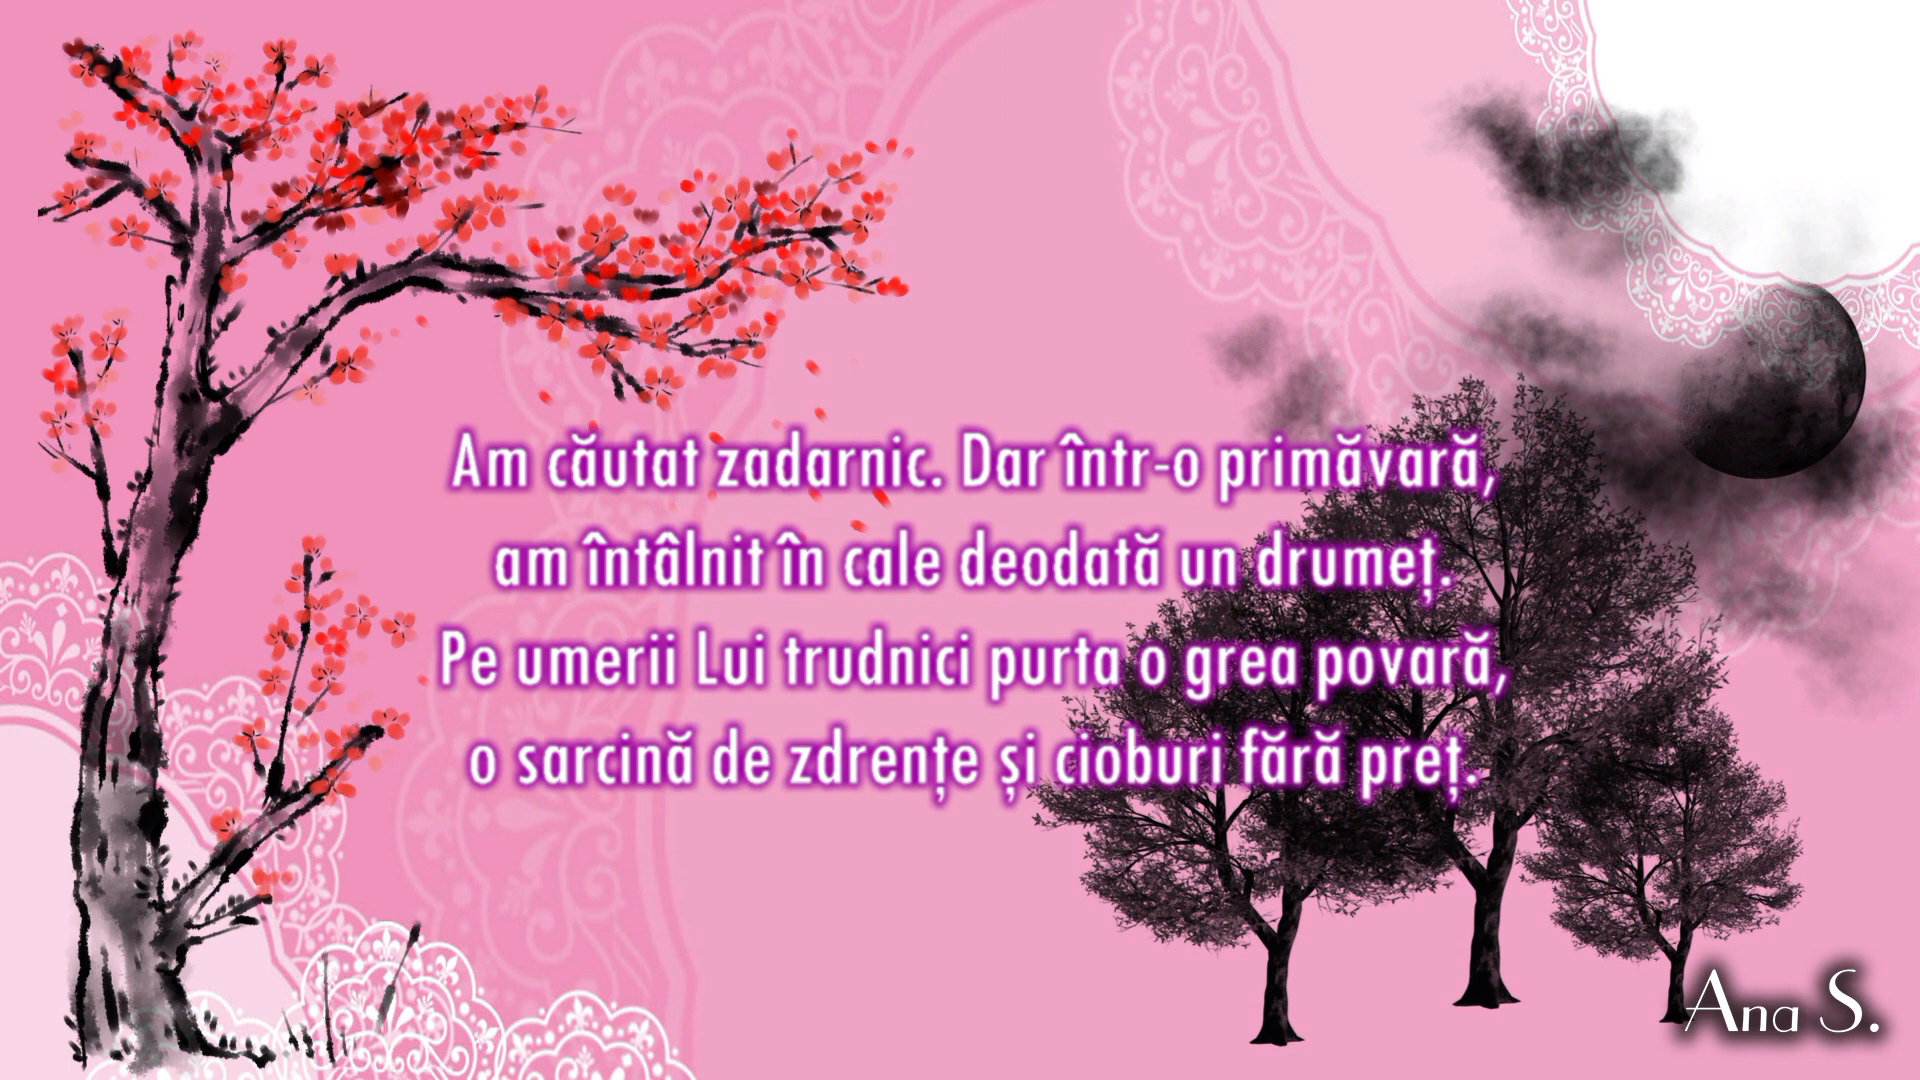 Am căutat zadarnic. Dar într-o primăvară,
am întâlnit în cale deodată un drumeț.
Pe umerii Lui trudnici purta o grea povară,
o sarcină de zdrențe și cioburi fără preț.
Ana S.